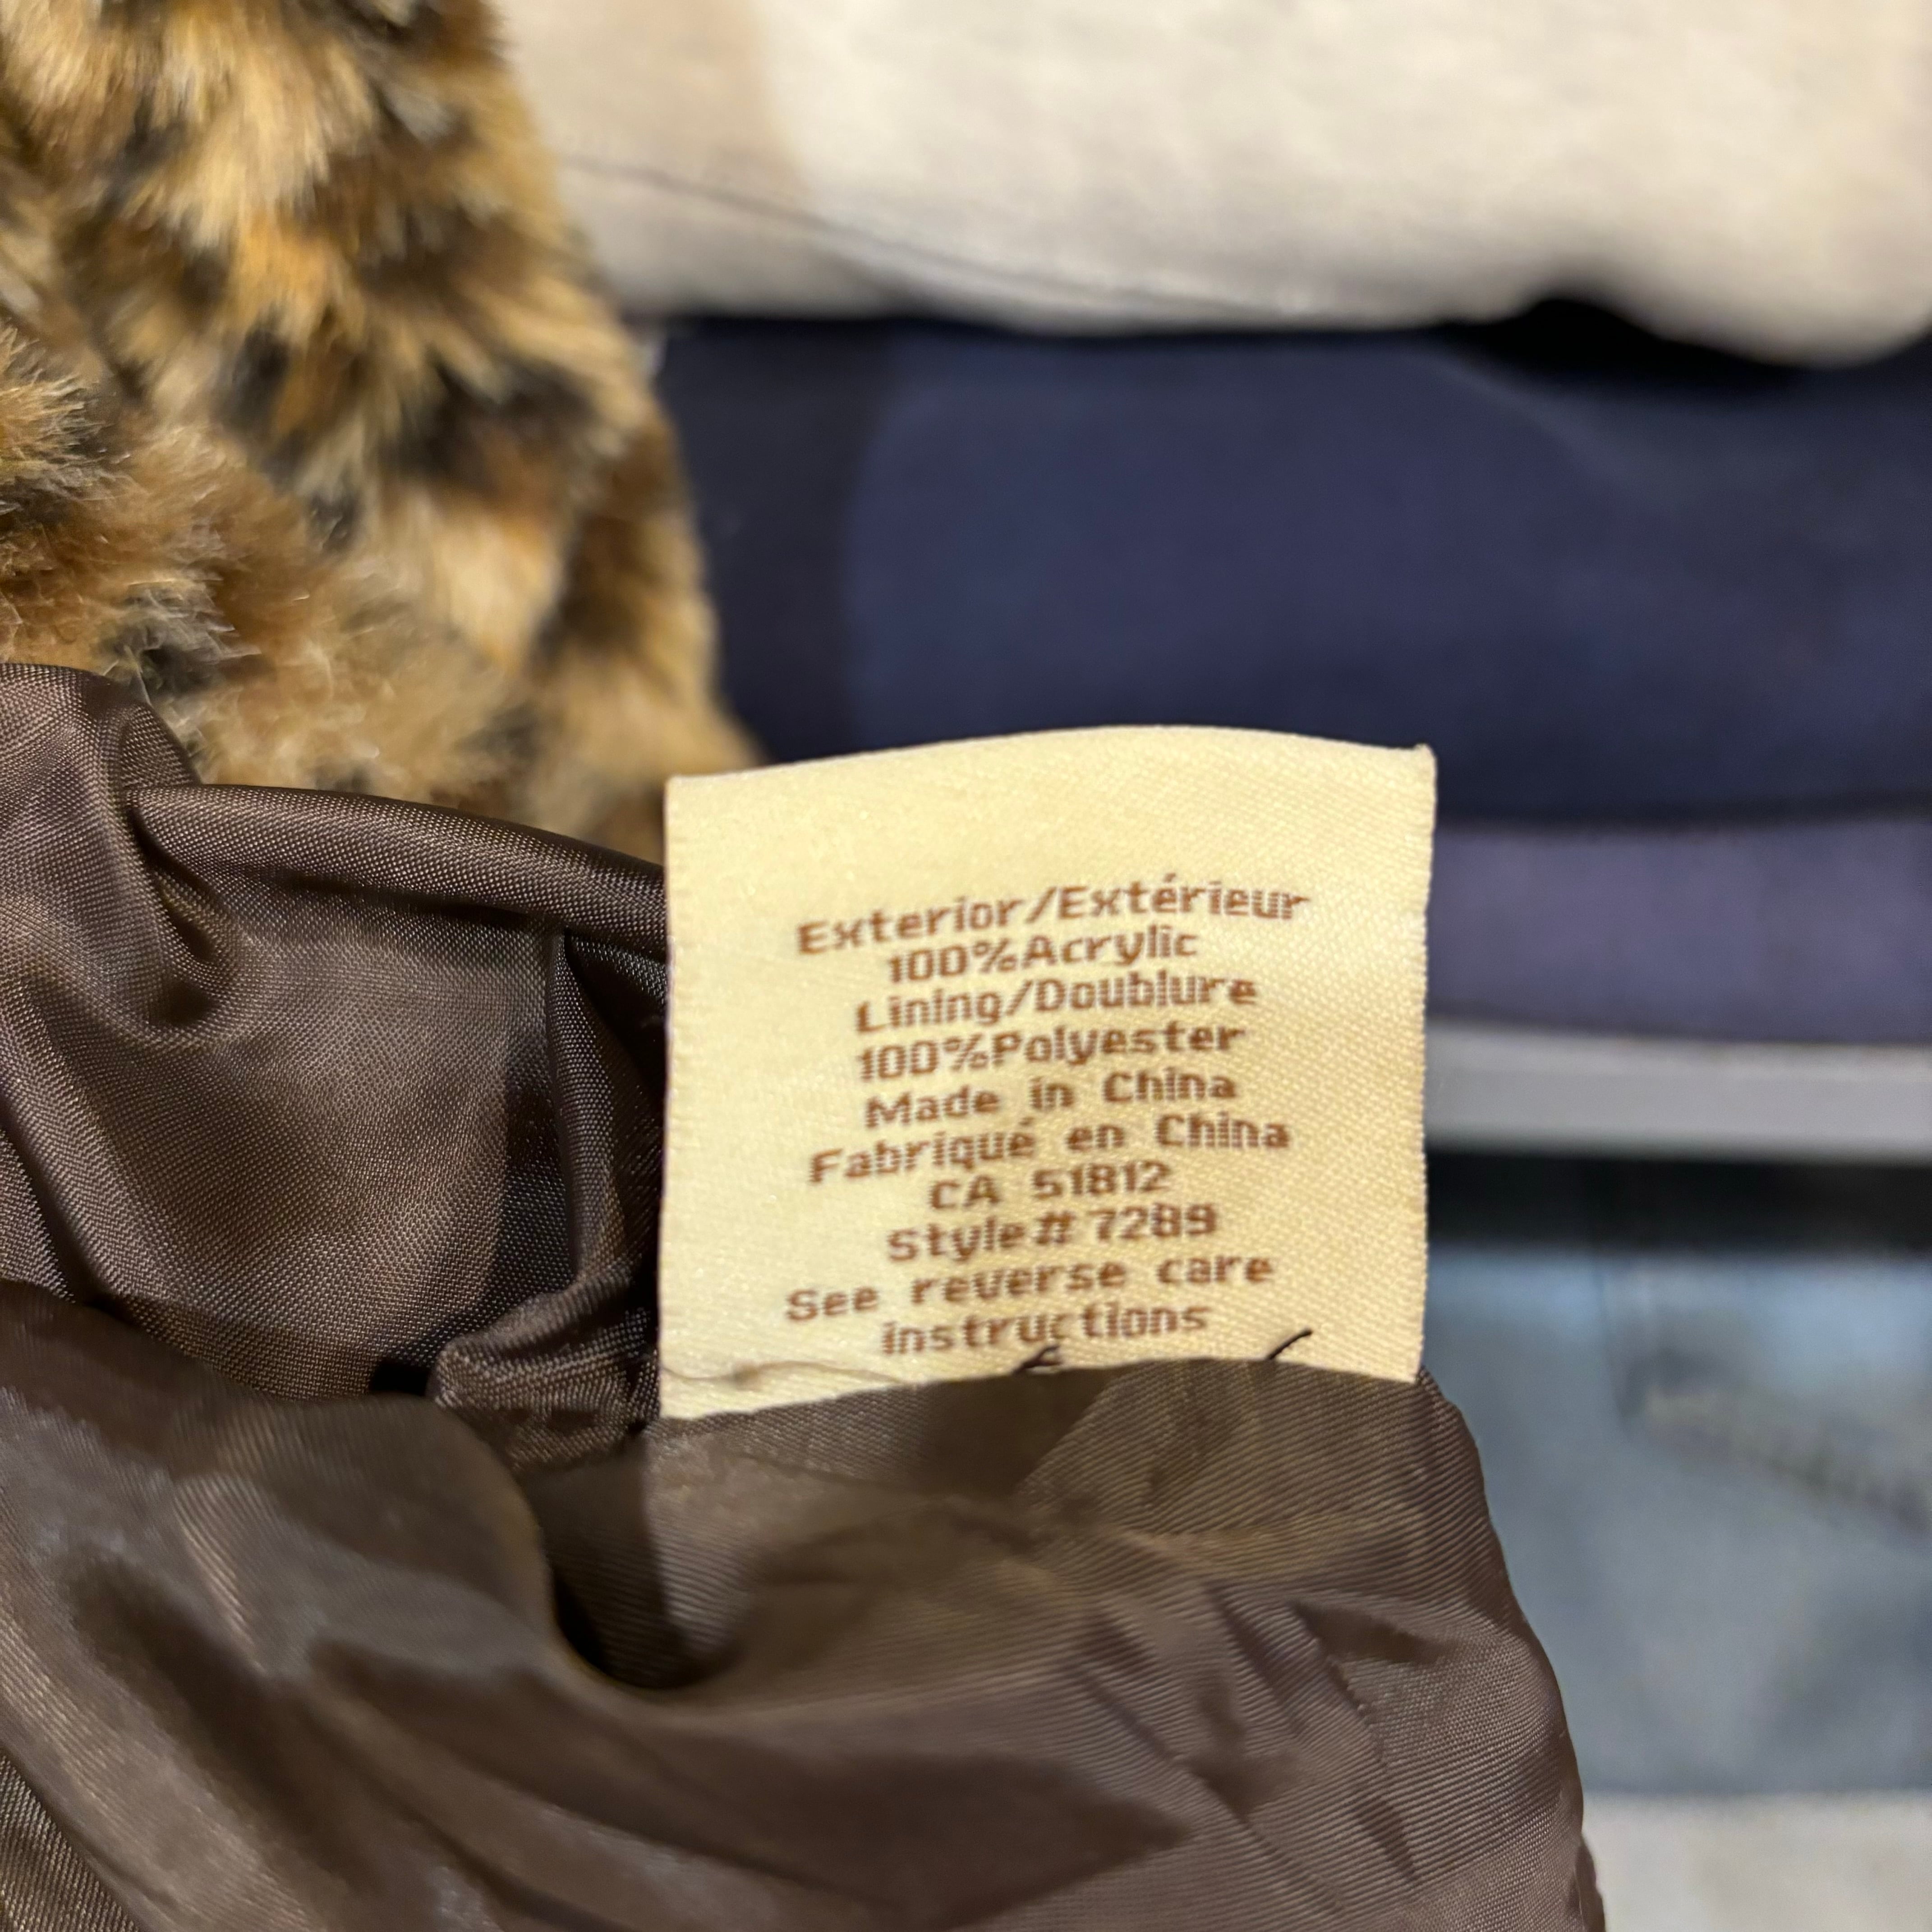 Exterior/Extérieur
100%Acrylic
Lining/Doublure
100%Polyester
Made in China
Fabriqué en China
CA 51812
Style#7289
See reverse care
instructions